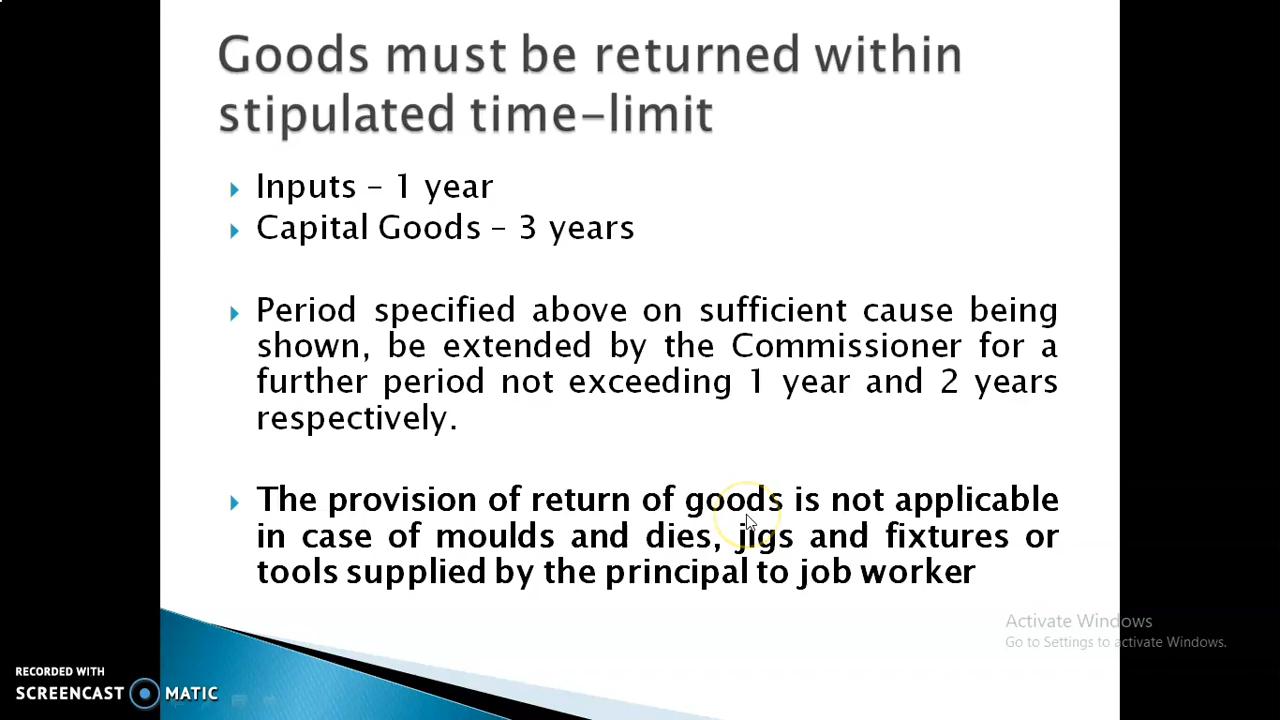 Goods must be returned within
stipulated time-limit
Inputs – 1 year
Capital Goods – 3 years
Period specified above on sufficient cause being
shown, be extended by the Commissioner for a
further period not exceeding 1 year and 2 years
respectively.
The provision of return of goods is not applicable
in case of moulds and dies, jigs and fixtures or
tools supplied by the principal to job worker
Activate Windows
Go to Settings to activate Windows.
RECORDED WITH
SCREENCAST MATIC